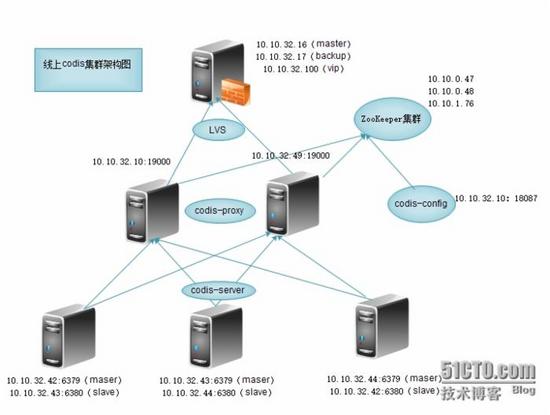 线上codis集群架构图
10.10.32.16(master)
10.10.32.17(backup)
10.10.32.100(vip)
10.10.0.47
10.10.0.48
10.10.1.76
ZooKeeper集群
LVS
10.10.32.10:19000
10.10.32.49:19000
codis-proxy
codis-config
10.10.32.10:18087
codis-server
10.10.32.42:6379(maser)
10.10.32.43:6380(slave)
10.10.32.43:6379(maser)
10.10.32.44:6380(slave)
10.10.32.44:6379(maser)
10.10.32.42:6380(slave)
51CTO.com
技术博客 Blog